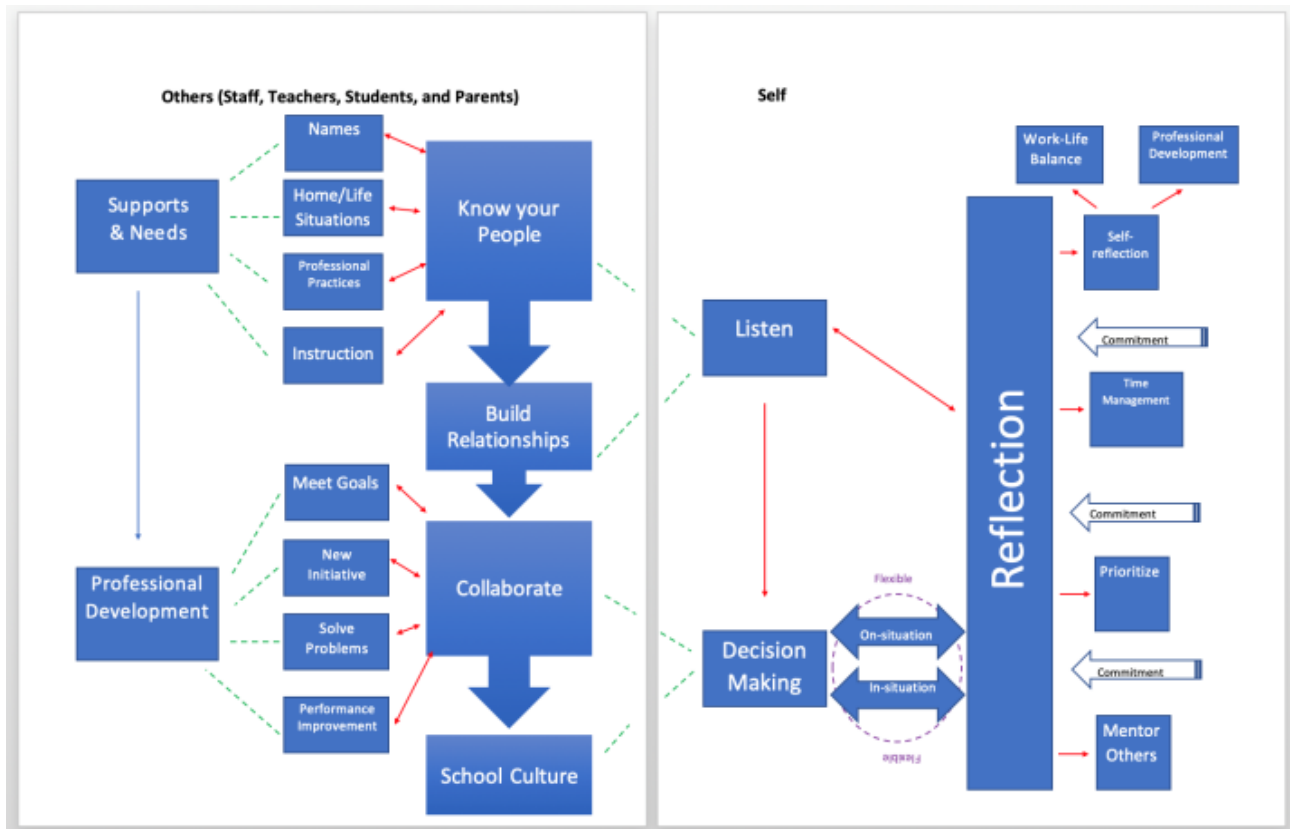 Others (Staff, Teachers, Students, and Parents)
Names
Supports
& Needs
Home/Life
Situations
Know your
People
Professional
Practices
Instruction
Build
Relationships
Meet Goals
New
Initiative
Professional
Development
Collaborate
Solve
Problems
Performance
Improvement
School Culture
Self
Work-Life
Balance
Professional
Development
Self-
reflection
Listen
Commitment
Time
Management
Reflection
Commitment
Flexible
Prioritize
On-situation
Decision
Making
In-situation
Commitment
Flexible
Mentor
Others